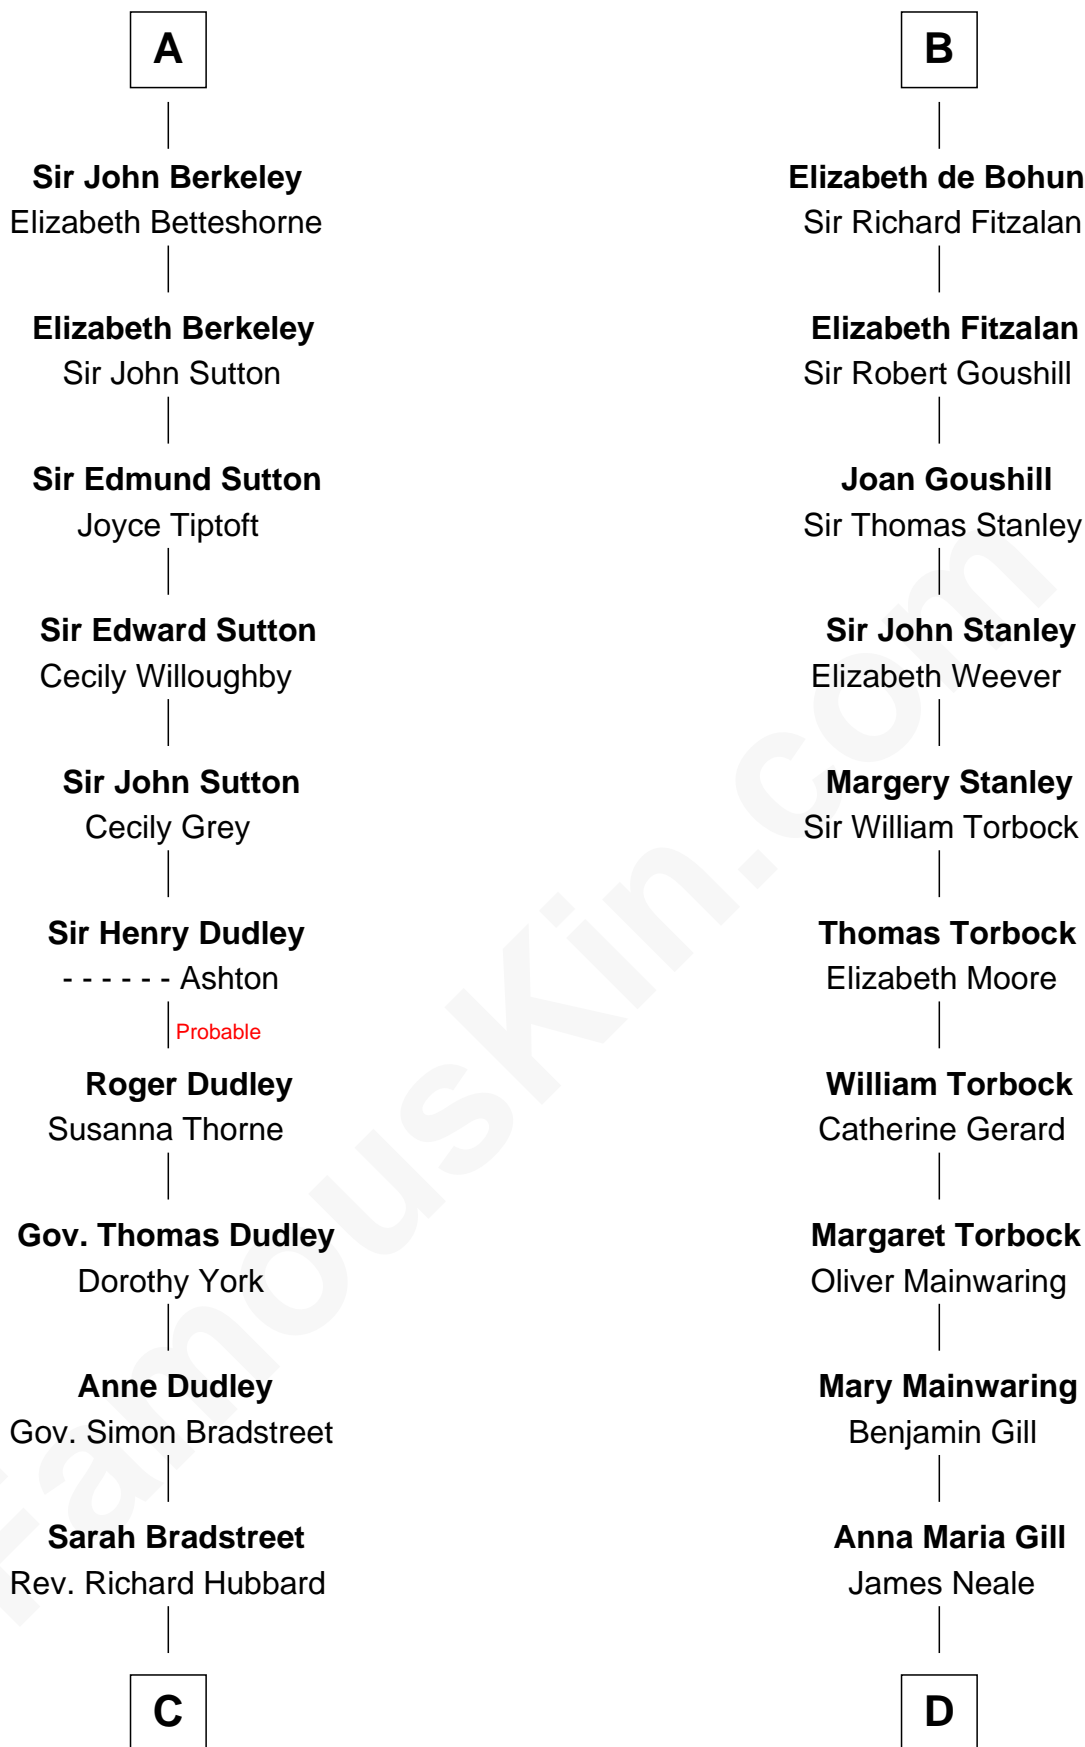 A
Sir John Berkeley
Elizabeth Betteshorne
Elizabeth Berkeley
Sir John Sutton
Sir Edmund Sutton
Joyce Tiptoft
Sir Edward Sutton
Cecily Willoughby
Sir John Sutton
Cecily Grey
Sir Henry Dudley
- - - - - - Ashton
Probable
Roger Dudley
Susanna Thorne
Gov. Thomas Dudley
Dorothy York
Anne Dudley
Gov. Simon Bradstreet
Sarah Bradstreet
Rev. Richard Hubbard
C
B
Elizabeth de Bohun
Sir Richard Fitzalan
Elizabeth Fitzalan
Sir Robert Goushill
Joan Goushill
Sir Thomas Stanley
Sir John Stanley
Elizabeth Weever
Margery Stanley
Sir William Torbock
Thomas Torbock
Elizabeth Moore
William Torbock
Catherine Gerard
Margaret Torbock
Oliver Mainwaring
Mary Mainwaring
Benjamin Gill
Anna Maria Gill
James Neale
D
FamousKin.com